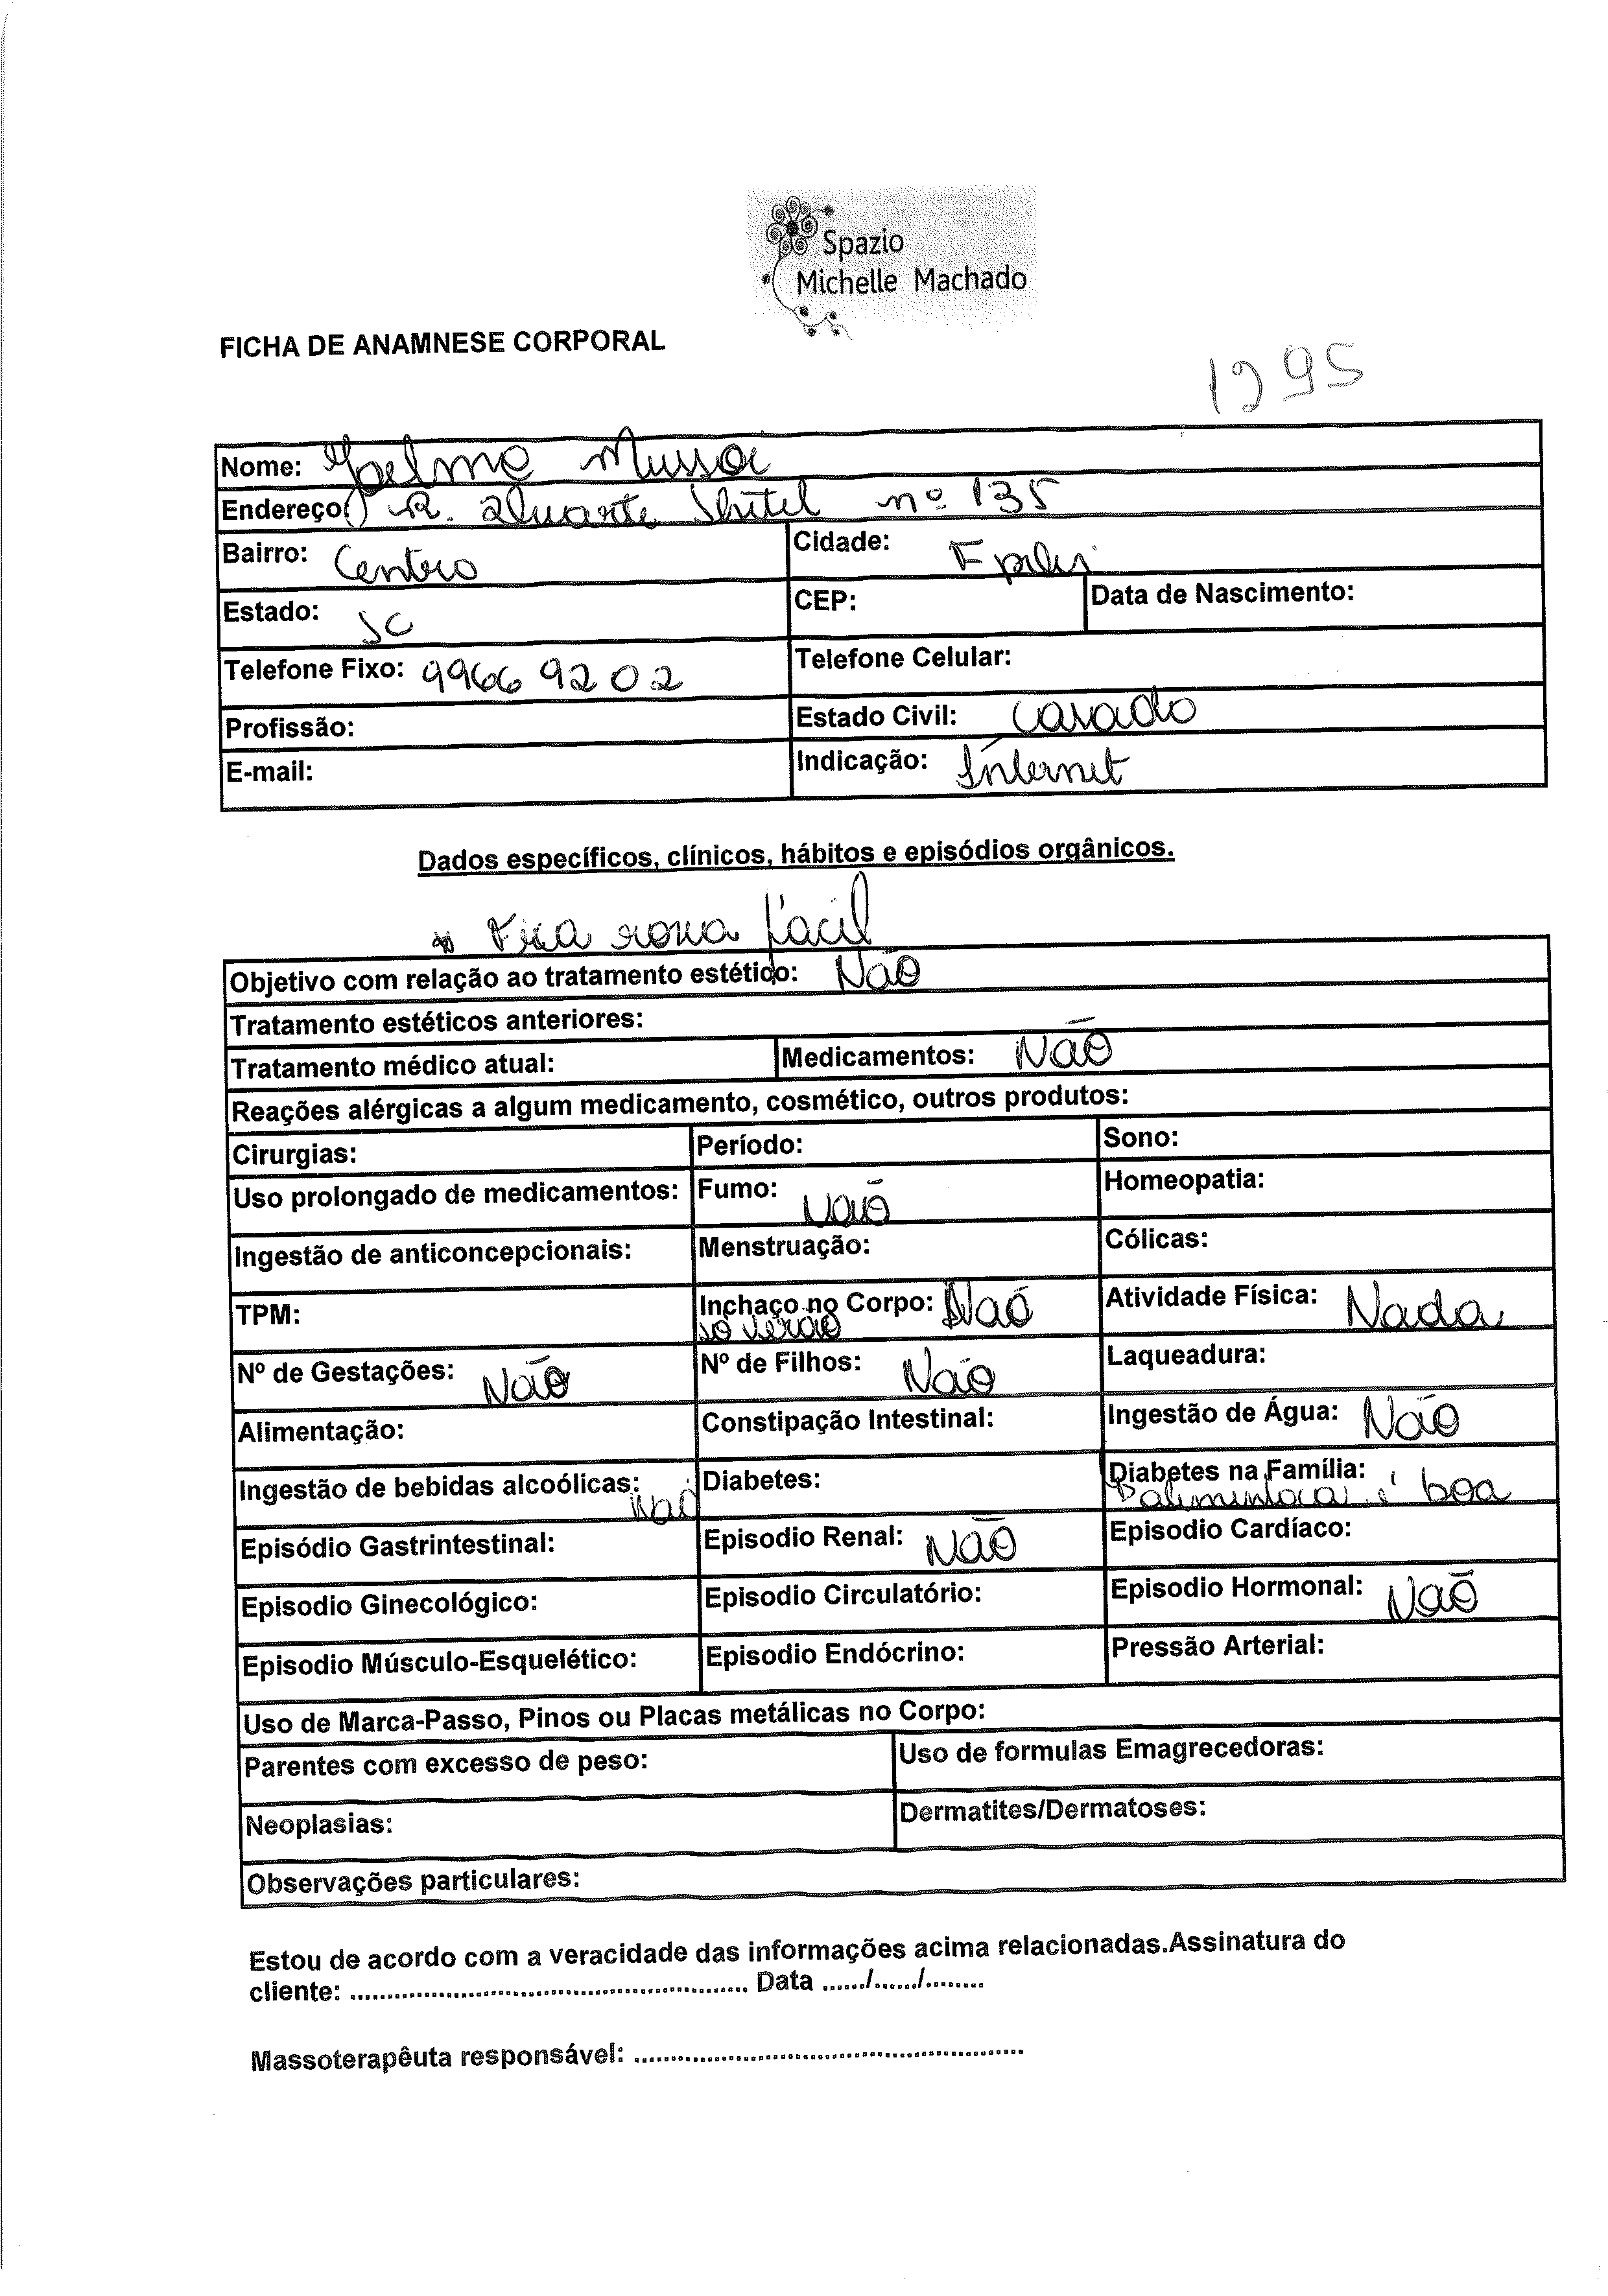 Spazio
Michelle Machado
FICHA DE ANAMNESE CORPORAL
1295
Nome: Joelma Mussoi
Endereço: R. nº 135
Bairro: Centro Cidade: Fpolis
Estado: SC CEP: Data de Nascimento:
Telefone Fixo: 99669202 Telefone Celular:
Profissão: Estado Civil: Casado
E-mail: Indicação: Internet
Dados específicos, clínicos, hábitos e episódios orgânicos.
* Fica roxa fácil
Objetivo com relação ao tratamento estético: Não
Tratamento estéticos anteriores:
Tratamento médico atual: Medicamentos: Não
Reações alérgicas a algum medicamento, cosmético, outros produtos:
Cirurgias: Período: Sono:
Uso prolongado de medicamentos: Fumo: Não Homeopatia:
Ingestão de anticoncepcionais: Menstruação: Cólicas:
TPM: Inchaço no Corpo: Não Atividade Física: Nada
só verão
Nº de Gestações: Não Nº de Filhos: Não Laqueadura:
Alimentação: Constipação Intestinal: Ingestão de Água: Não
Ingestão de bebidas alcoólicas: Não Diabetes: Diabetes na Família:
boa
Episódio Gastrintestinal: Episodio Renal: Não Episodio Cardíaco:
Episodio Ginecológico: Episodio Circulatório: Episodio Hormonal: Não
Episodio Músculo-Esquelético: Episodio Endócrino: Pressão Arterial:
Uso de Marca-Passo, Pinos ou Placas metálicas no Corpo:
Parentes com excesso de peso: Uso de formulas Emagrecedoras:
Neoplasias: Dermatites/Dermatoses:
Observações particulares:
Estou de acordo com a veracidade das informações acima relacionadas.Assinatura do
cliente: ...................................................... Data ....../....../........
Massoterapêuta responsável: .....................................................